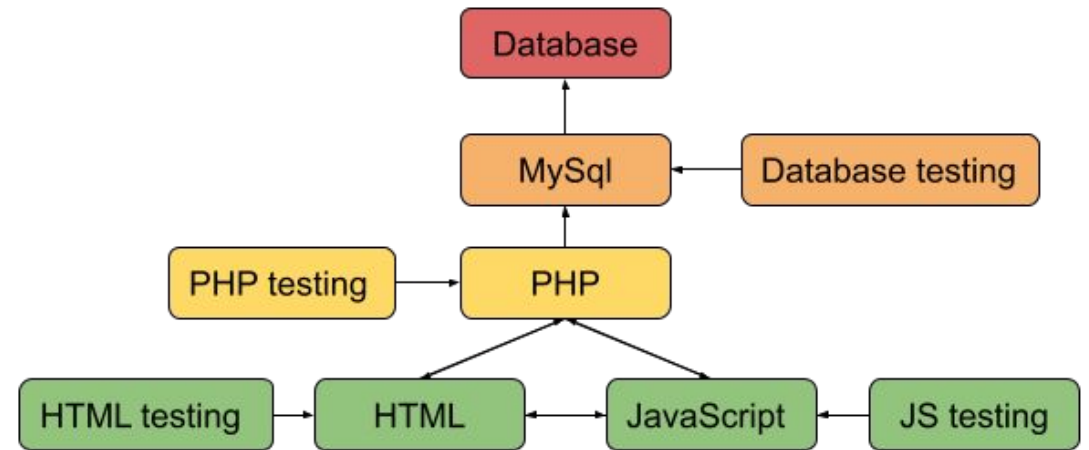 Database
MySql
Database testing
PHP testing
PHP
HTML testing
HTML
JavaScript
JS testing